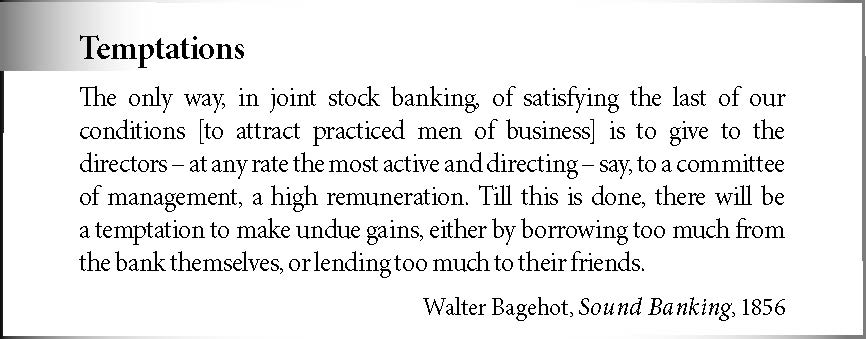 Temptations
The only way, in joint stock banking, of satisfying the last of our
conditions [to attract practiced men of business] is to give to the
directors – at any rate the most active and directing – say, to a committee
of management, a high remuneration. Till this is done, there will be
a temptation to make undue gains, either by borrowing too much from
the bank themselves, or lending too much to their friends.
Walter Bagehot, Sound Banking, 1856